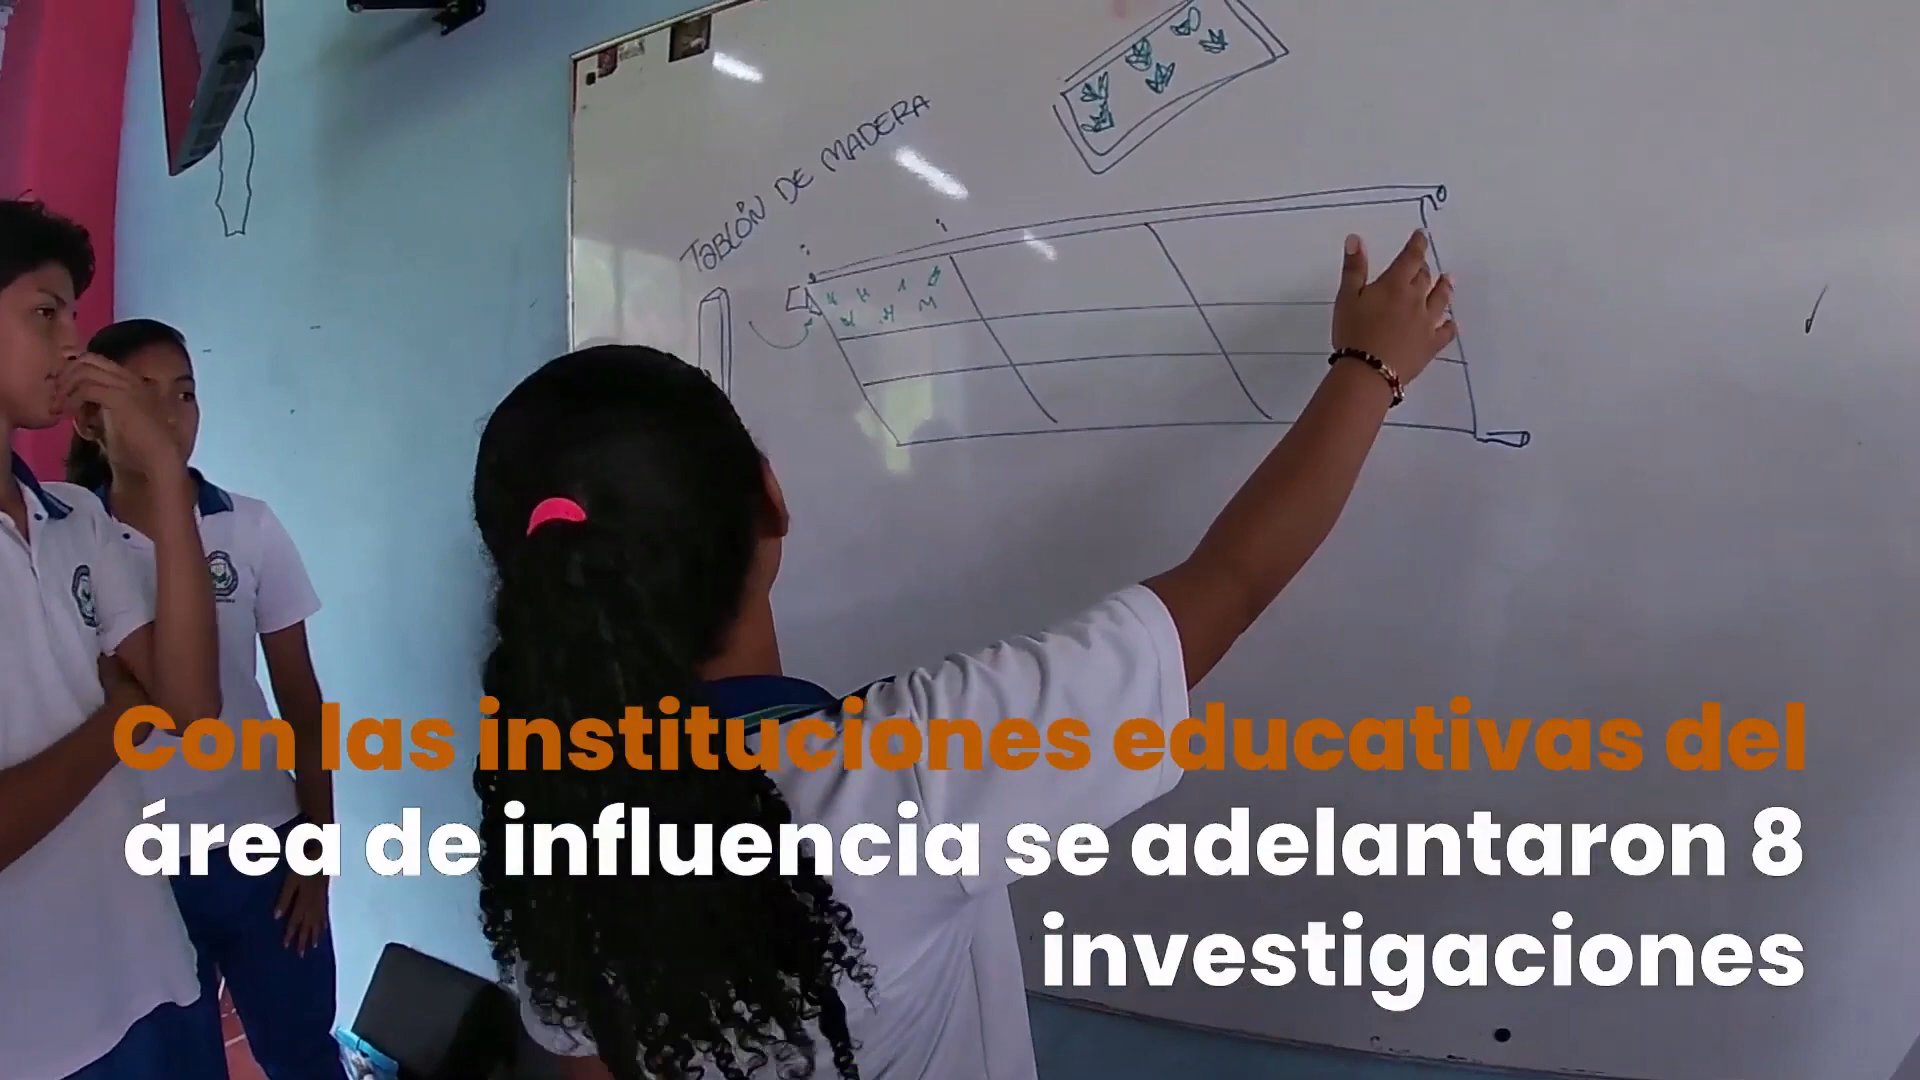 TABLÓN DE MADERA
Con las instituciones educativas del
área de influencia se adelantaron 8
investigaciones